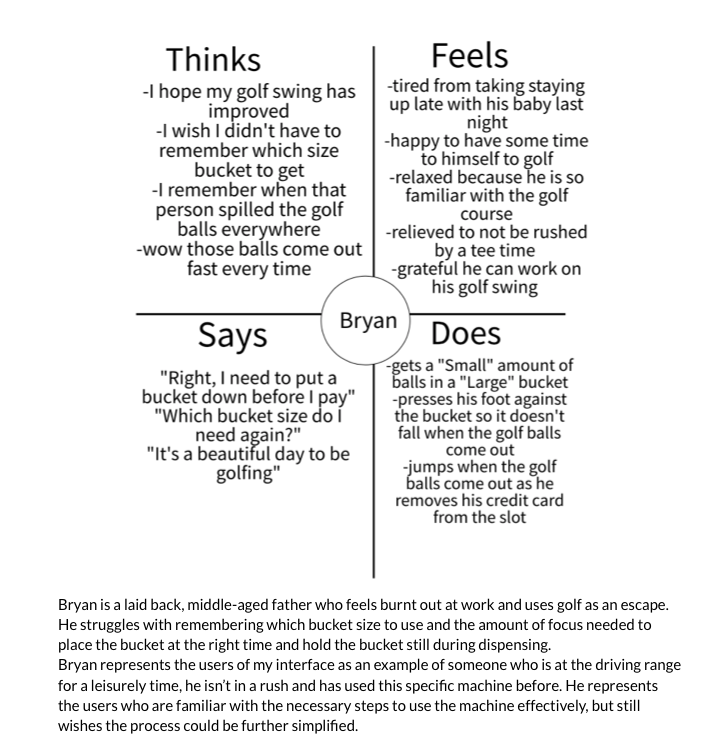 Thinks
-I hope my golf swing has
improved
-I wish I didn't have to
remember which size
bucket to get
-I remember when that
person spilled the golf
balls everywhere
-wow those balls come out
fast every time
Feels
-tired from taking staying
up late with his baby last
night
-happy to have some time
to himself to golf
-relaxed because he is so
familiar with the golf
course
-relieved to not be rushed
by a tee time
-grateful he can work on
his golf swing
Bryan
Says
"Right, I need to put a
bucket down before I pay"
"Which bucket size do I
need again?"
"It's a beautiful day to be
golfing"
Does
-gets a "Small" amount of
balls in a "Large" bucket
-presses his foot against
the bucket so it doesn't
fall when the golf balls
come out
-jumps when the golf
balls come out as he
removes his credit card
from the slot
Bryan is a laid back, middle-aged father who feels burnt out at work and uses golf as an escape.
He struggles with remembering which bucket size to use and the amount of focus needed to
place the bucket at the right time and hold the bucket still during dispensing.
Bryan represents the users of my interface as an example of someone who is at the driving range
for a leisurely time, he isn't in a rush and has used this specific machine before. He represents
the users who are familiar with the necessary steps to use the machine effectively, but still
wishes the process could be further simplified.